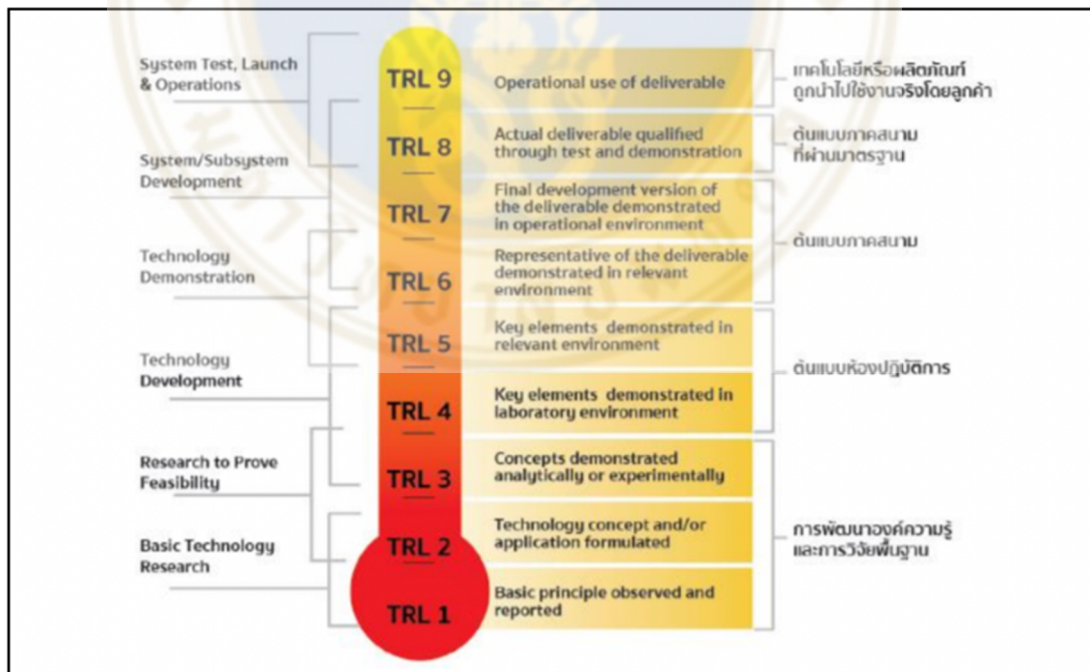 System Test, Launch
& Operations
System/Subsystem
Development
Technology
Demonstration
Technology
Development
Research to Prove
Feasibility
Basic Technology
Research
TRL 9
TRL 8
TRL 7
TRL 6
TRL 5
TRL 4
TRL 3
TRL 2
TRL 1
Operational use of deliverable
Actual deliverable qualified
through test and demonstration
Final development version of
the deliverable demonstrated
in operational environment
Representative of the deliverable
demonstrated in relevant
environment
Key elements demonstrated in
relevant environment
Key elements demonstrated in
laboratory environment
Concepts demonstrated
analytically or experimentally
Technology concept and/or
application formulated
Basic principle observed and
reported
เทคโนโลยีหรือผลิตภัณฑ์
ถูกนำไปใช้งานจริงโดยลูกค้า
ต้นแบบภาคสนาม
ที่ผ่านมาตรฐาน
ต้นแบบภาคสนาม
ต้นแบบห้องปฏิบัติการ
การพัฒนาองค์ความรู้
และการวิจัยพื้นฐาน